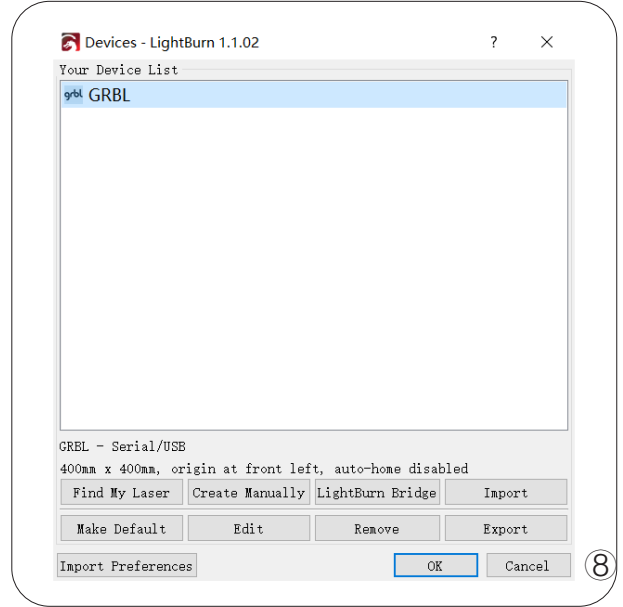 Devices - LightBurn 1.1.02 ? ×
Your Device List
grbl GRBL
GRBL - Serial/USB
400mm x 400mm, origin at front left, auto-home disabled
Find My Laser Create Manually LightBurn Bridge Import
Make Default Edit Remove Export
Import Preferences OK Cancel
⑧